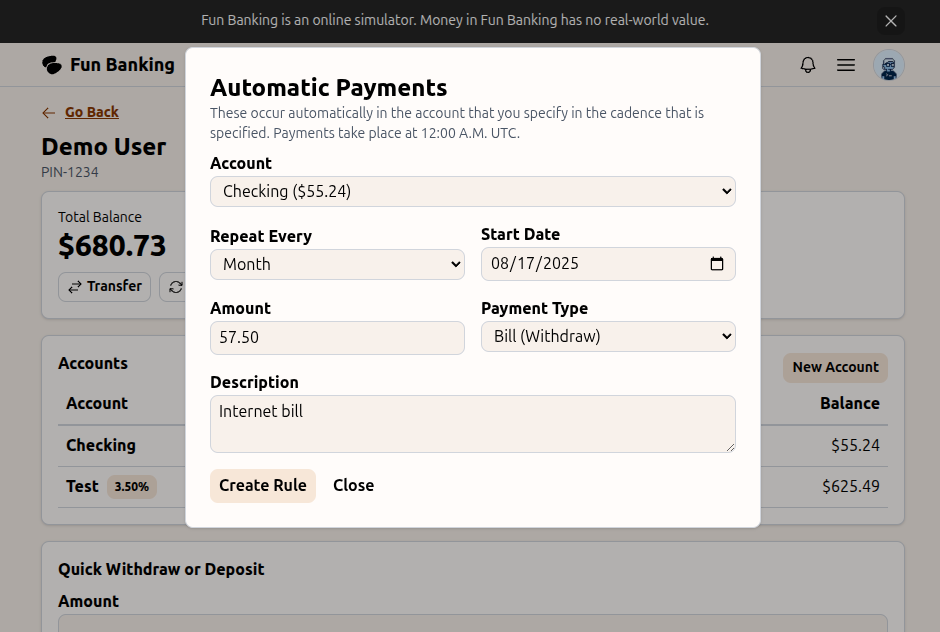 Fun Banking is an online simulator. Money in Fun Banking has no real-world value.
Fun Banking
Go Back
Demo User
PIN-1234
Total Balance
$680.73
Transfer
Accounts
New Account
Account
Balance
Checking
$55.24
Test
3.50%
$625.49
Quick Withdraw or Deposit
Amount
Automatic Payments
These occur automatically in the account that you specify in the cadence that is
specified. Payments take place at 12:00 A.M. UTC.
Account
Checking ($55.24)
Repeat Every
Start Date
Month
08/17/2025
Amount
Payment Type
57.50
Bill (Withdraw)
Description
Internet bill
Create Rule
Close